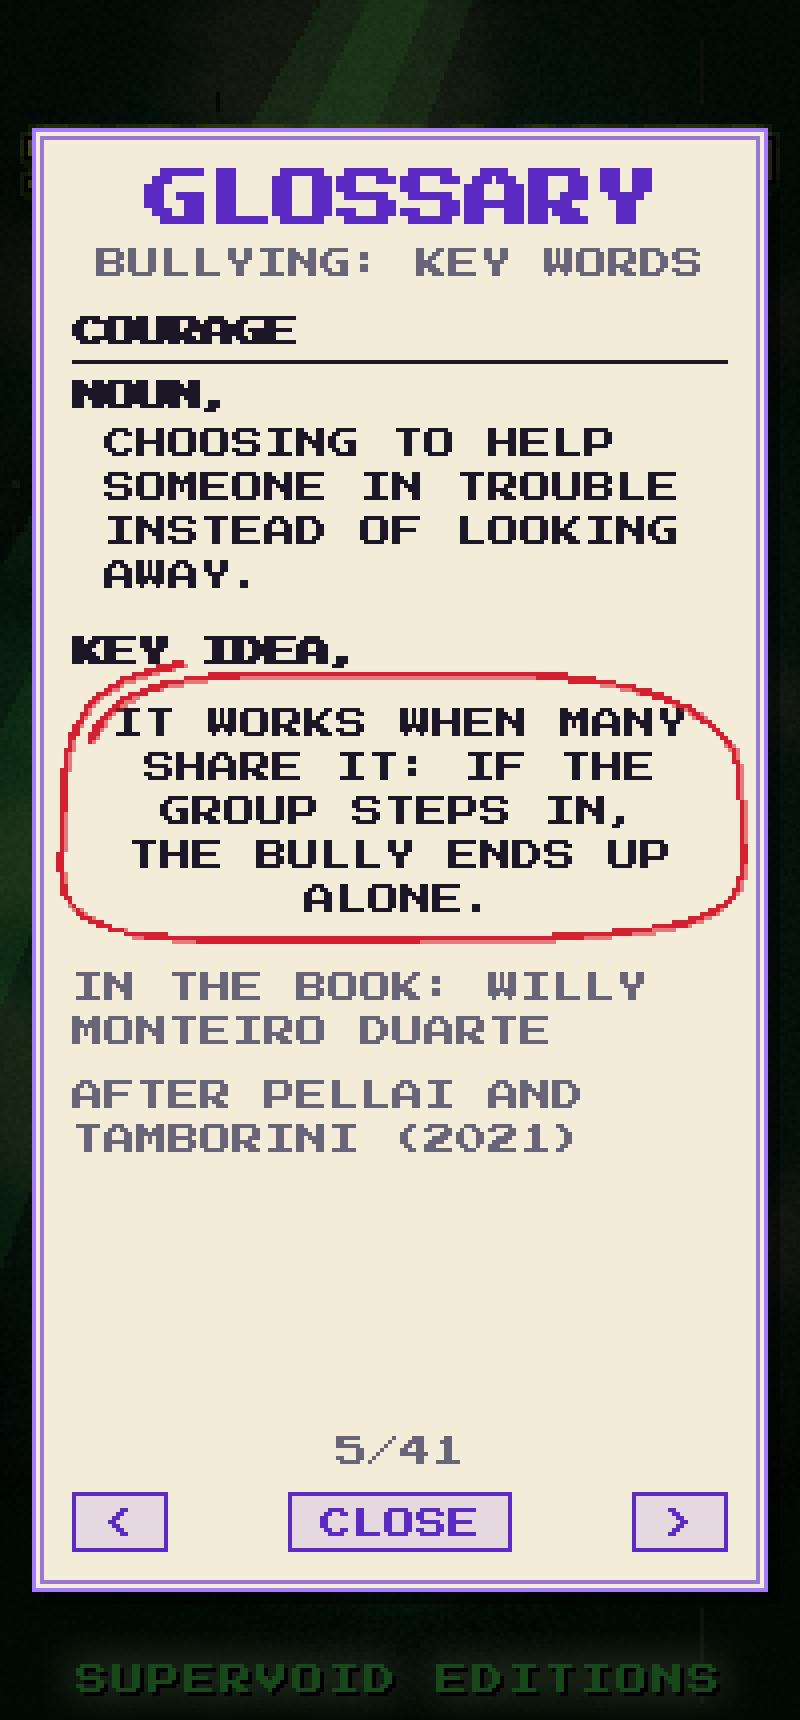 GLOSSARY
BULLYING: KEY WORDS
COURAGE
NOUN,
CHOOSING TO HELP
SOMEONE IN TROUBLE
INSTEAD OF LOOKING
AWAY.
KEY IDEA,
IT WORKS WHEN MANY
SHARE IT: IF THE
GROUP STEPS IN,
THE BULLY ENDS UP
ALONE.
IN THE BOOK: WILLY
MONTEIRO DUARTE
AFTER PELLAI AND
TAMBORINI (2021)
5/41
< CLOSE >
SUPERVOID EDITIONS